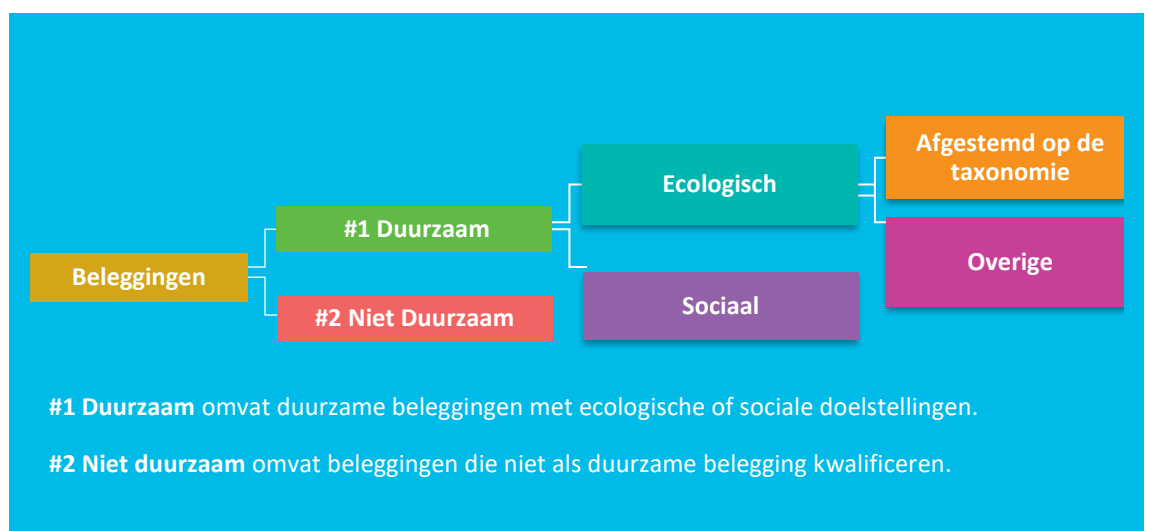 Beleggingen
#1 Duurzaam
#2 Niet Duurzaam
Ecologisch
Sociaal
Afgestemd op de
taxonomie
Overige
#1 Duurzaam omvat duurzame beleggingen met ecologische of sociale doelstellingen.
#2 Niet duurzaam omvat beleggingen die niet als duurzame belegging kwalificeren.